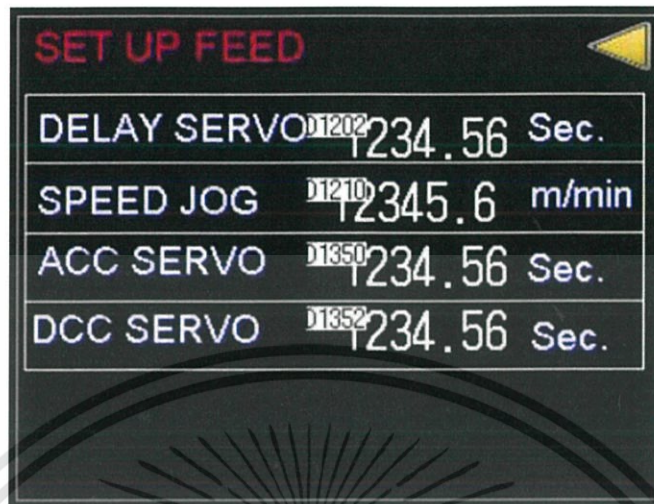 SET UP FEED
DELAY SERVO D1202 1234.56 Sec.
SPEED JOG D1210 12345.6 m/min
ACC SERVO D1350 1234.56 Sec.
DCC SERVO D1352 1234.56 Sec.